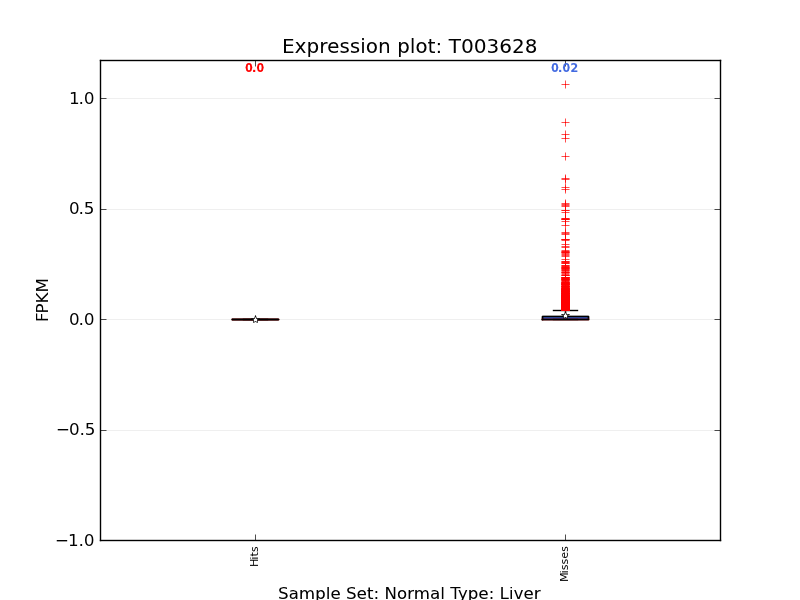 Expression plot: T003628
0.0
0.02
1.0
0.5
0.0
−0.5
−1.0
FPKM
Hits
Misses
Sample Set: Normal Type: Liver